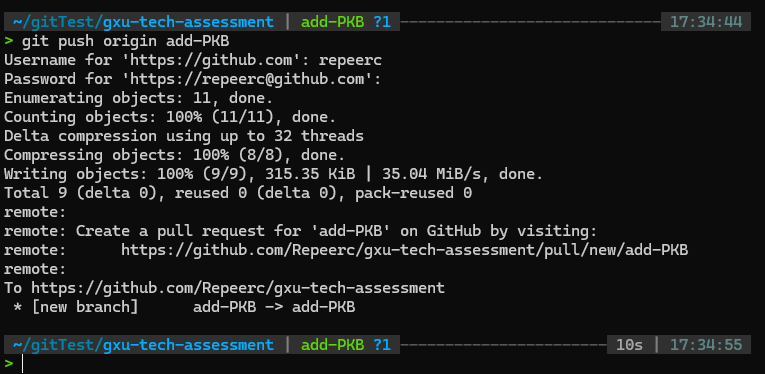 ~/gitTest/gxu-tech-assessment | add-PKB ?1 ----------------------------- 17:34:44
> git push origin add-PKB
Username for 'https://github.com': repeerc
Password for 'https://repeerc@github.com':
Enumerating objects: 11, done.
Counting objects: 100% (11/11), done.
Delta compression using up to 32 threads
Compressing objects: 100% (8/8), done.
Writing objects: 100% (9/9), 315.35 KiB | 35.04 MiB/s, done.
Total 9 (delta 0), reused 0 (delta 0), pack-reused 0
remote:
remote: Create a pull request for 'add-PKB' on GitHub by visiting:
remote:      https://github.com/Repeerc/gxu-tech-assessment/pull/new/add-PKB
remote:
To https://github.com/Repeerc/gxu-tech-assessment
 * [new branch]      add-PKB -> add-PKB
~/gitTest/gxu-tech-assessment | add-PKB ?1 ----------------------- 10s | 17:34:55
>